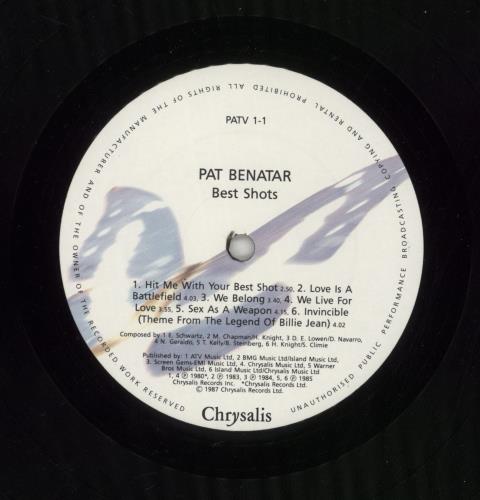 ALL RIGHTS OF THE MANUFACTURER AND OF THE OWNER OF THE RECORDED WORK RESERVED
UNAUTHORISED PUBLIC PERFORMANCE BROADCASTING COPYING AND RENTAL PROHIBITED
PATV 1-1
PAT BENATAR
Best Shots
1. Hit Me With Your Best Shot 2.50, 2. Love Is A
Battlefield 4.03, 3. We Belong 3.40, 4. We Live For
Love 3.55, 5. Sex As A Weapon 4.15, 6. Invincible
(Theme From The Legend Of Billie Jean) 4.02
Composed by: 1 E. Schwartz, 2 M. Chapman/H. Knight, 3 D. E. Lowen/D. Navarro,
4 N. Geraldo, 5 T. Kelly/B. Steinberg, 6 H. Knight/S. Climie
Published by: 1 ATV Music Ltd, 2 BMG Music Ltd/Island Music Ltd,
3. Screen Gems-EMI Music Ltd, 4. Chrysalis Music Ltd, 5 Warner
Bros Music Ltd, 6 Island Music Ltd/Chrysalis Music Ltd
1, 4 ℗ 1980*, 2 ℗ 1983, 3 ℗ 1984, 5, 6 ℗ 1985
Chrysalis Records Inc. *Chrysalis Records Ltd.
© 1987 Chrysalis Records Ltd.
Chrysalis